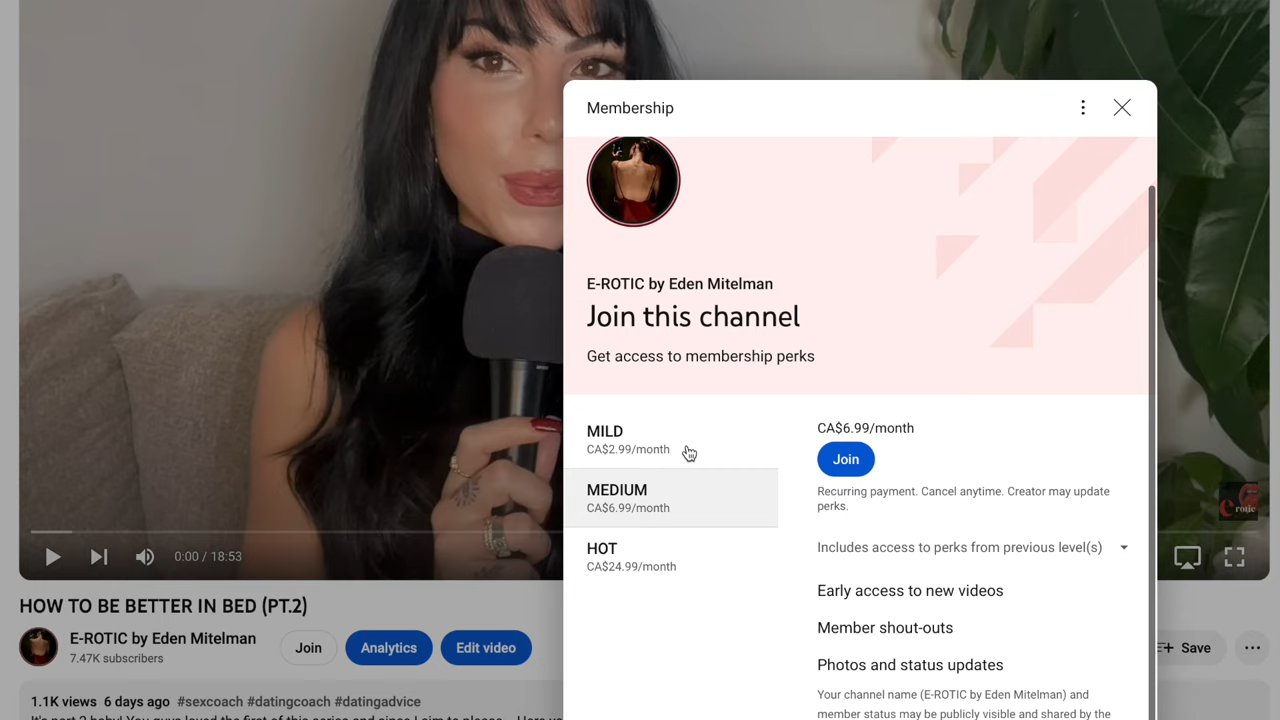 Membership
E-ROTIC by Eden Mitelman
Join this channel
Get access to membership perks
MILD
CA$2.99/month
MEDIUM
CA$6.99/month
HOT
CA$24.99/month
CA$6.99/month
Join
Recurring payment. Cancel anytime. Creator may update
perks.
Includes access to perks from previous level(s)
Early access to new videos
Member shout-outs
Photos and status updates
Your channel name (E-ROTIC by Eden Mitelman) and
member status may be publicly visible and shared by the
e rotic
0:00 / 18:53
HOW TO BE BETTER IN BED (PT.2)
E-ROTIC by Eden Mitelman
7.47K subscribers
Join
Analytics
Edit video
Save
1.1K views 6 days ago #sexcoach #datingcoach #datingadvice